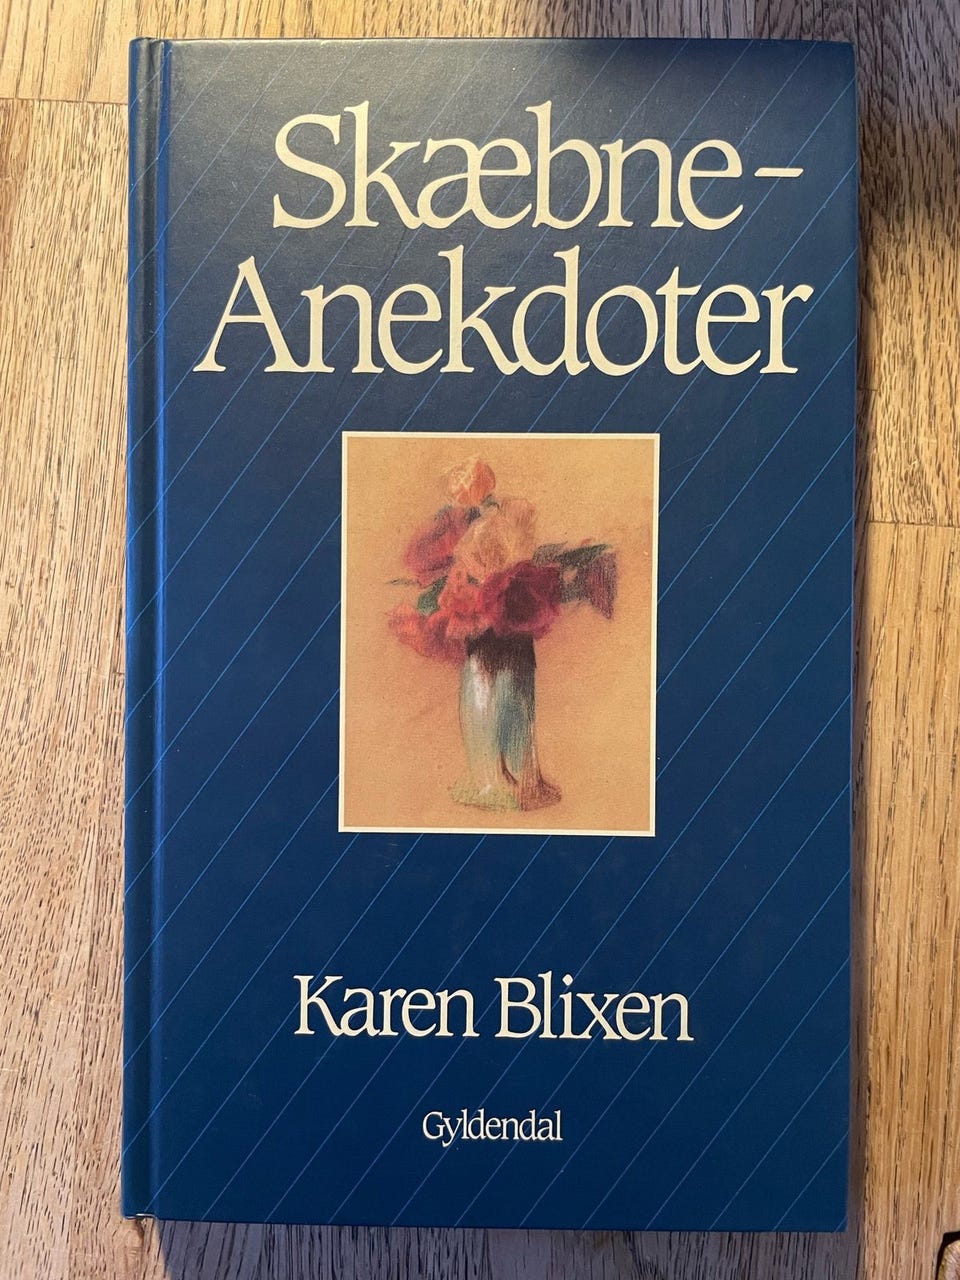 Skæbne-
Anekdoter
Karen Blixen
Gyldendal